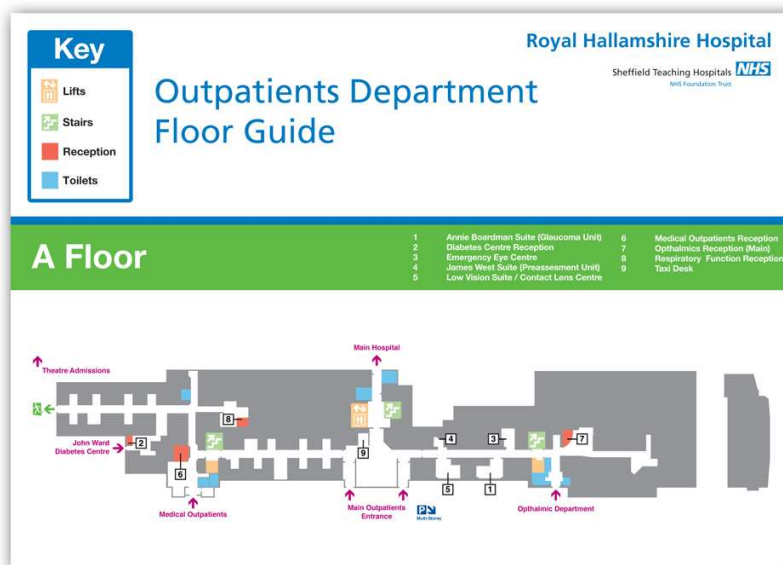 Key
Lifts
Stairs
Reception
Toilets
Royal Hallamshire Hospital
Sheffield Teaching Hospitals NHS
NHS Foundation Trust
Outpatients Department
Floor Guide
A Floor
1 Annie Boardman Suite (Glaucoma Unit)
2 Diabetes Centre Reception
3 Emergency Eye Centre
4 James West Suite (Preassesment Unit)
5 Low Vision Suite / Contact Lens Centre
6 Medical Outpatients Reception
7 Opthalmics Reception (Main)
8 Respiratory Function Reception
9 Taxi Desk
Main Hospital
Theatre Admissions
8
John Ward
Diabetes Centre
2
6
9
4
3
7
5
1
Medical Outpatients
Main Outpatients
Entrance
P
Multi-Storey
Opthalmic Department